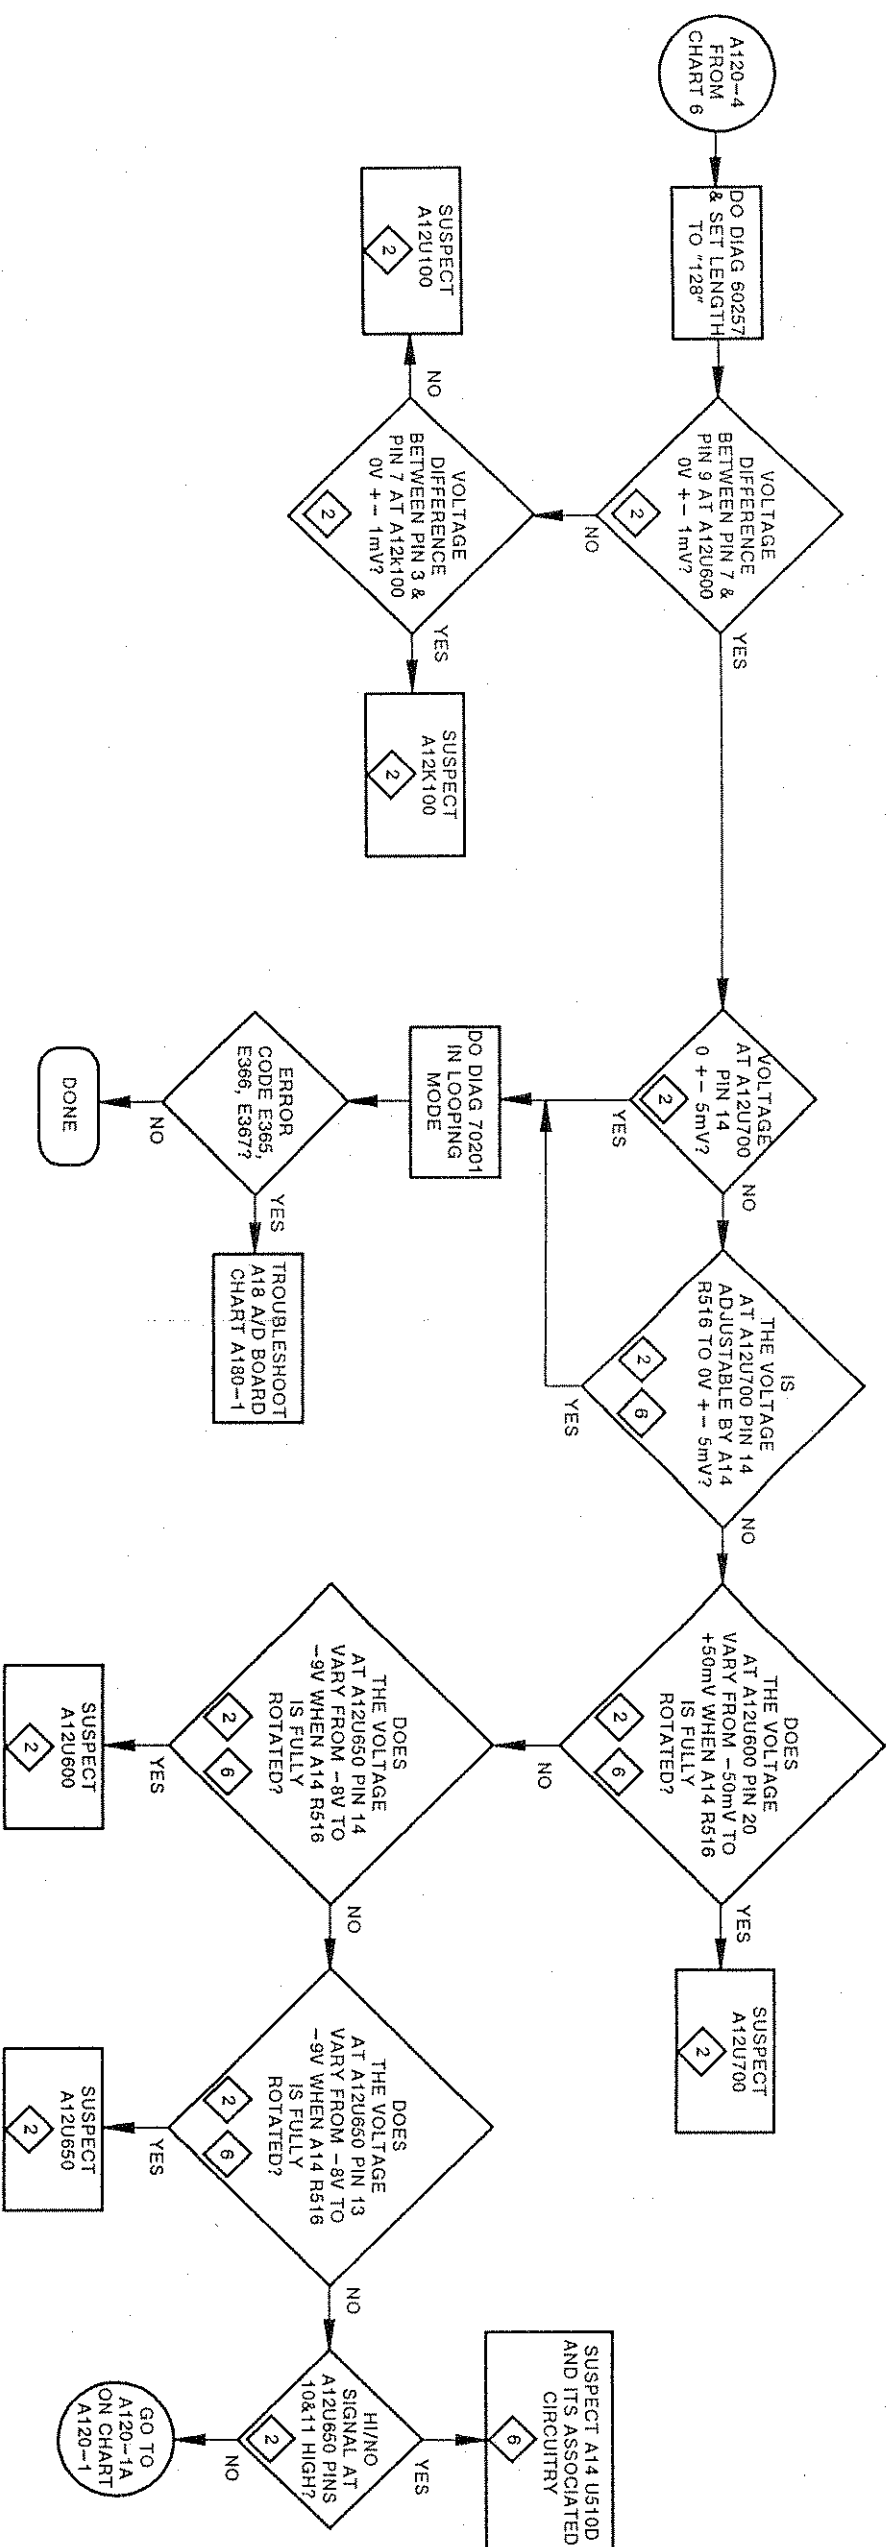 A120-4
FROM
CHART 6
DO DIAG 60257
& SET LENGTH
TO "128"
VOLTAGE
DIFFERENCE
BETWEEN PIN 7 &
PIN 9 AT A12U600
0V +- 1mV?
2
NO
YES
VOLTAGE
DIFFERENCE
BETWEEN PIN 3 &
PIN 7 AT A12K100
0V +- 1mV?
2
NO
YES
SUSPECT
A12U100
2
SUSPECT
A12K100
2
VOLTAGE
AT A12U700
PIN 14
0 +- 5mV?
2
YES
NO
DO DIAG 70201
IN LOOPING
MODE
ERROR
CODE E365,
E366, E367?
NO
YES
DONE
TROUBLESHOOT
A18 A/D BOARD
CHART A180-1
IS
THE VOLTAGE
AT A12U700 PIN 14
ADJUSTABLE BY A14
R516 TO 0V +- 5mV?
2
6
YES
NO
DOES
THE VOLTAGE
AT A12U600 PIN 20
VARY FROM -50mV TO
+50mV WHEN A14 R516
IS FULLY
ROTATED?
2
6
NO
YES
SUSPECT
A12U700
2
DOES
THE VOLTAGE
AT A12U650 PIN 14
VARY FROM -8V TO
-9V WHEN A14 R516
IS FULLY
ROTATED?
2
6
YES
NO
SUSPECT
A12U600
2
DOES
THE VOLTAGE
AT A12U650 PIN 13
VARY FROM -8V TO
-9V WHEN A14 R516
IS FULLY
ROTATED?
2
6
YES
NO
SUSPECT
A12U650
2
HI/NO
SIGNAL AT
A12U650 PINS
10&11 HIGH?
2
YES
NO
SUSPECT A14 U510D
AND ITS ASSOCIATED
CIRCUITRY
6
GO TO
A120-1A
ON CHART
A120-1